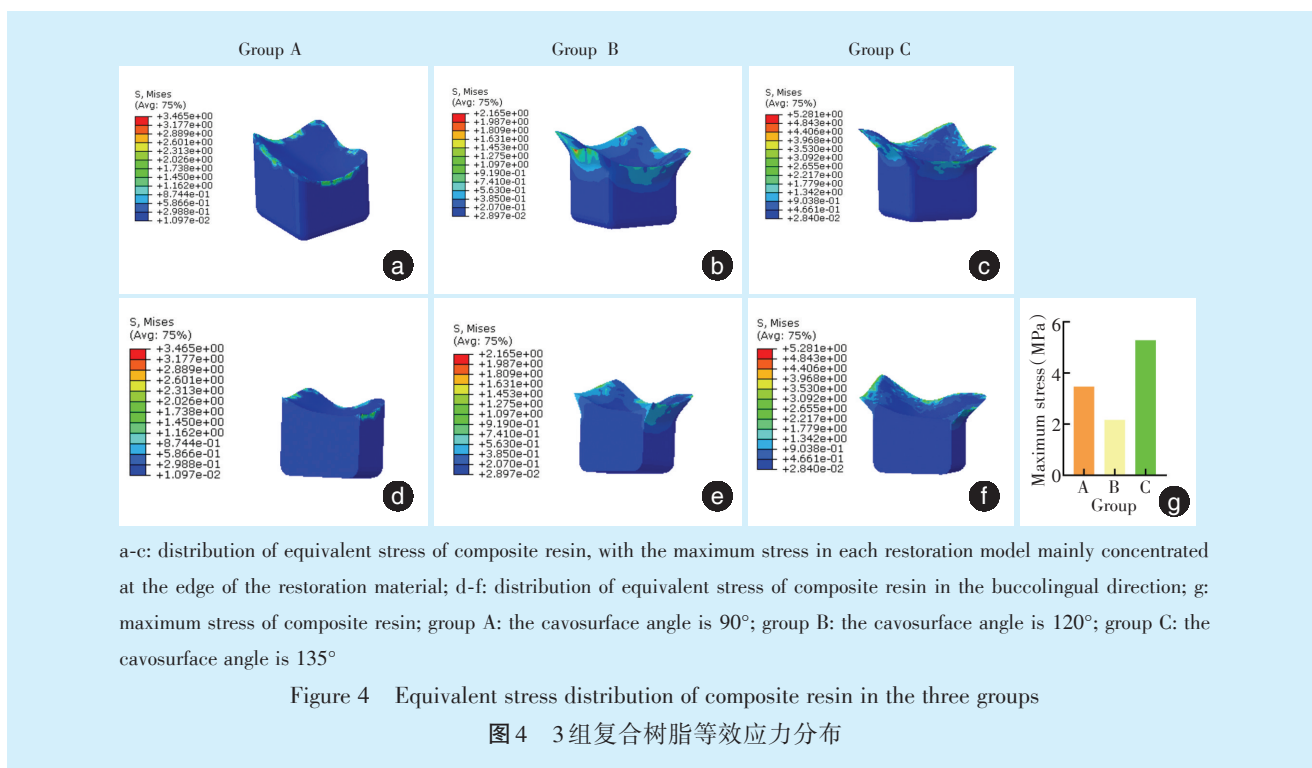 Group A
Group B
Group C
S, Mises
(Avg: 75%)
+3.465e+00
+3.177e+00
+2.889e+00
+2.601e+00
+2.313e+00
+2.026e+00
+1.738e+00
+1.450e+00
+1.162e+00
+8.744e-01
+5.866e-01
+2.988e-01
+1.097e-02
a
S, Mises
(Avg: 75%)
+2.165e+00
+1.987e+00
+1.809e+00
+1.631e+00
+1.453e+00
+1.275e+00
+1.097e+00
+9.190e-01
+7.410e-01
+5.630e-01
+3.850e-01
+2.070e-01
+2.897e-02
b
S, Mises
(Avg: 75%)
+5.281e+00
+4.843e+00
+4.406e+00
+3.968e+00
+3.530e+00
+3.092e+00
+2.655e+00
+2.217e+00
+1.779e+00
+1.342e+00
+9.038e-01
+4.661e-01
+2.840e-02
c
S, Mises
(Avg: 75%)
+3.465e+00
+3.177e+00
+2.889e+00
+2.601e+00
+2.313e+00
+2.026e+00
+1.738e+00
+1.450e+00
+1.162e+00
+8.744e-01
+5.866e-01
+2.988e-01
+1.097e-02
d
S, Mises
(Avg: 75%)
+2.165e+00
+1.987e+00
+1.809e+00
+1.631e+00
+1.453e+00
+1.275e+00
+1.097e+00
+9.190e-01
+7.410e-01
+5.630e-01
+3.850e-01
+2.070e-01
+2.897e-02
e
S, Mises
(Avg: 75%)
+5.281e+00
+4.843e+00
+4.406e+00
+3.968e+00
+3.530e+00
+3.092e+00
+2.655e+00
+2.217e+00
+1.779e+00
+1.342e+00
+9.038e-01
+4.661e-01
+2.840e-02
f
Maximum stress（MPa）
6
4
2
0
A B C
Group
g
a-c: distribution of equivalent stress of composite resin, with the maximum stress in each restoration model mainly concentrated
at the edge of the restoration material; d-f: distribution of equivalent stress of composite resin in the buccolingual direction; g:
maximum stress of composite resin; group A: the cavosurface angle is 90°; group B: the cavosurface angle is 120°; group C: the
cavosurface angle is 135°
Figure 4 Equivalent stress distribution of composite resin in the three groups
图4 3组复合树脂等效应力分布